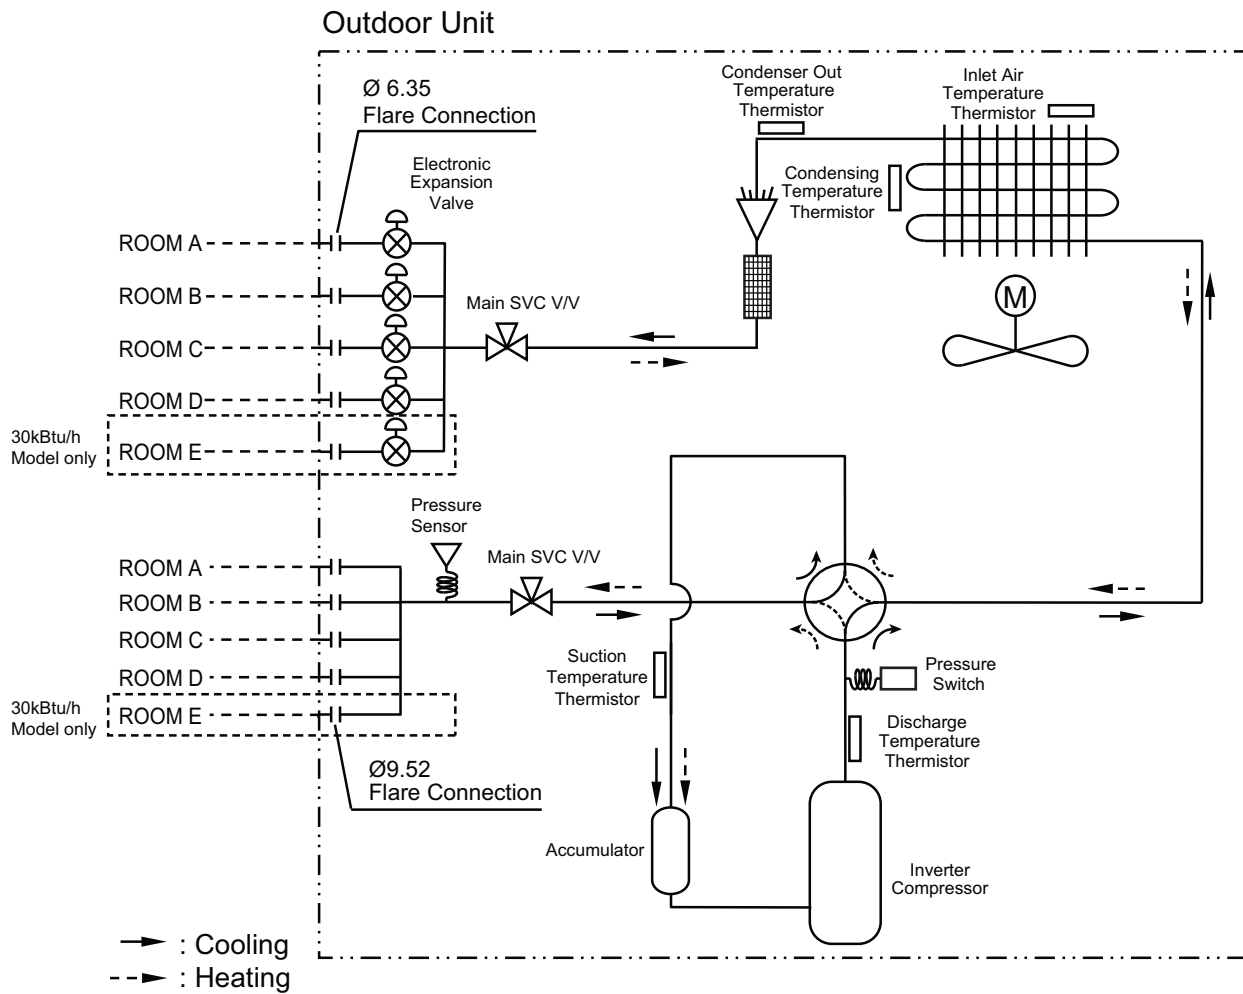 Outdoor Unit
Ø 6.35
Flare Connection
Condenser Out
Temperature
Thermistor
Inlet Air
Temperature
Thermistor
Electronic
Expansion
Valve
Condensing
Temperature
Thermistor
ROOM A
ROOM B
ROOM C
ROOM D
ROOM E
30kBtu/h
Model only
Main SVC V/V
M
Pressure
Sensor
Main SVC V/V
ROOM A
ROOM B
ROOM C
ROOM D
ROOM E
30kBtu/h
Model only
Suction
Temperature
Thermistor
Pressure
Switch
Discharge
Temperature
Thermistor
Ø9.52
Flare Connection
Accumulator
Inverter
Compressor
: Cooling
: Heating